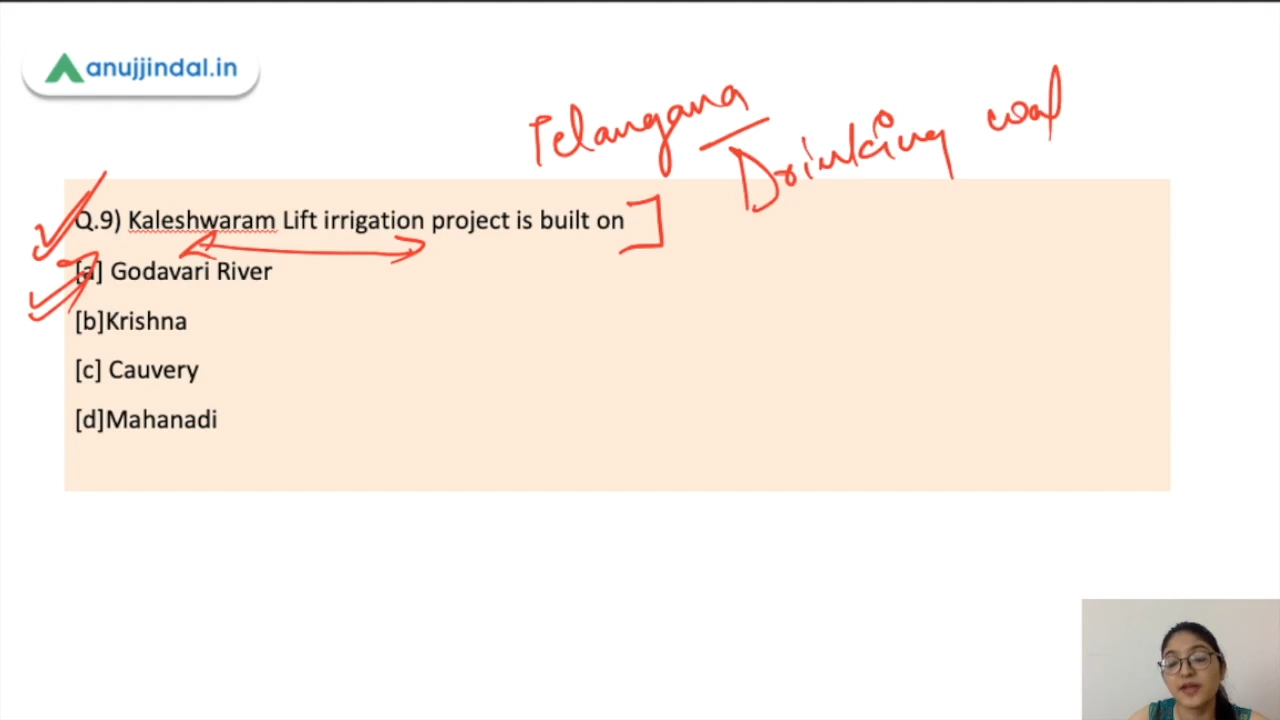 anujjindal.in
Telangana
Drinking wat
Q.9) Kaleshwaram Lift irrigation project is built on
[a] Godavari River
[b]Krishna
[c] Cauvery
[d]Mahanadi